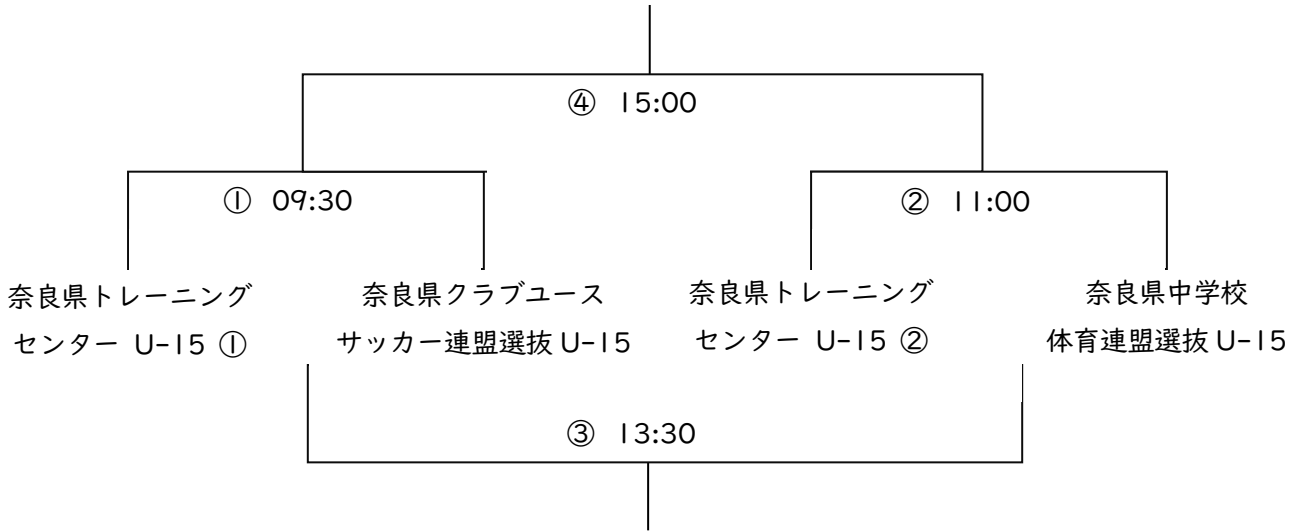 ④ 15:00
① 09:30
② 11:00
奈良県トレーニング
センター U-15 ①
奈良県クラブユース
サッカー連盟選抜 U-15
奈良県トレーニング
センター U-15 ②
奈良県中学校
体育連盟選抜 U-15
③ 13:30